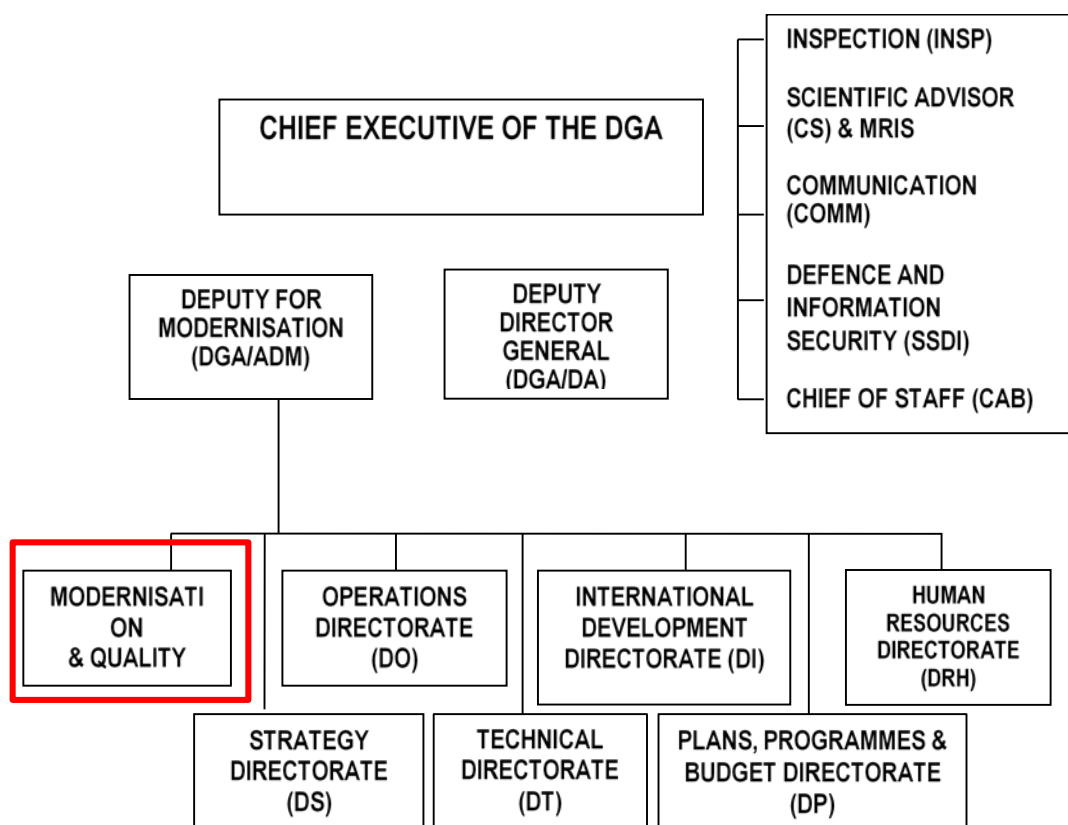 CHIEF EXECUTIVE OF THE DGA
INSPECTION (INSP)
SCIENTIFIC ADVISOR
(CS) & MRIS
COMMUNICATION
(COMM)
DEFENCE AND
INFORMATION
SECURITY (SSDI)
CHIEF OF STAFF (CAB)
DEPUTY FOR
MODERNISATION
(DGA/ADM)
DEPUTY
DIRECTOR
GENERAL
(DGA/DA)
MODERNISATI
ON
& QUALITY
OPERATIONS
DIRECTORATE
(DO)
INTERNATIONAL
DEVELOPMENT
DIRECTORATE (DI)
HUMAN
RESOURCES
DIRECTORATE
(DRH)
STRATEGY
DIRECTORATE
(DS)
TECHNICAL
DIRECTORATE
(DT)
PLANS, PROGRAMMES &
BUDGET DIRECTORATE
(DP)